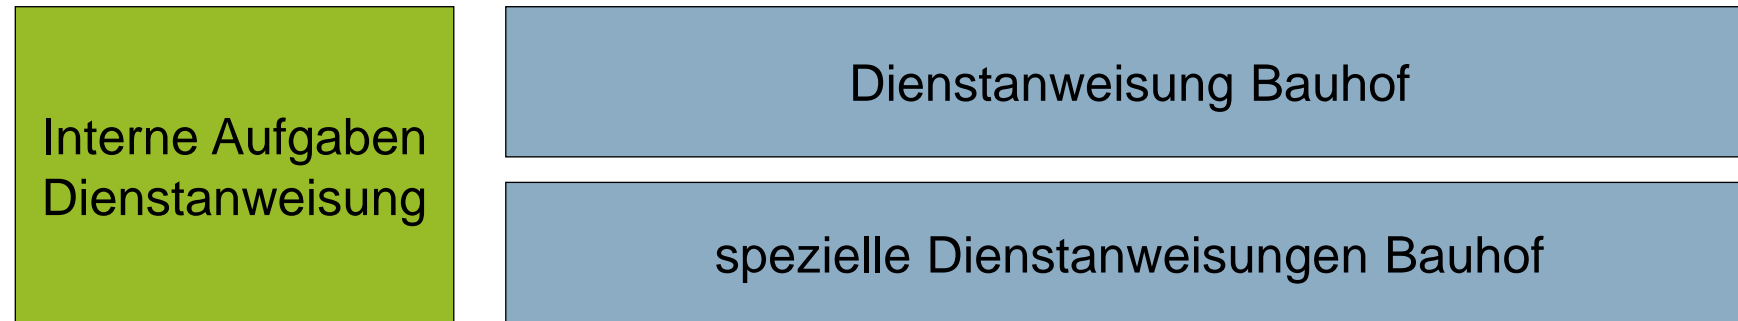 Interne Aufgaben
Dienstanweisung
Dienstanweisung Bauhof
spezielle Dienstanweisungen Bauhof